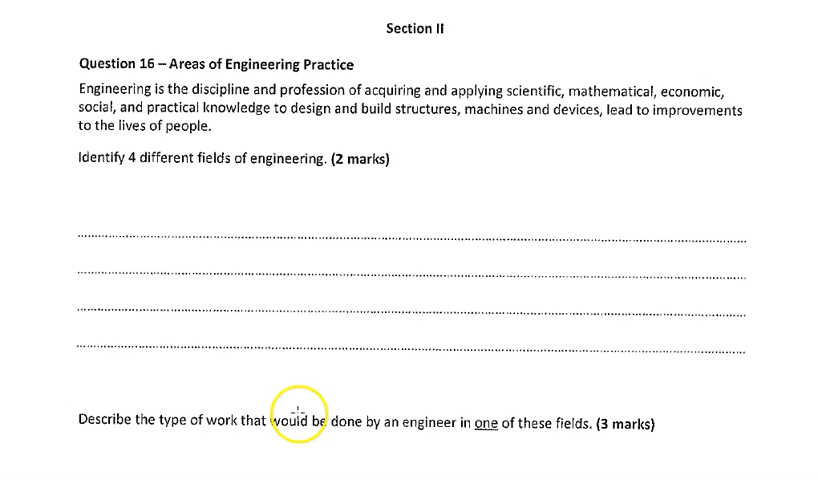 Section II
Question 16 – Areas of Engineering Practice
Engineering is the discipline and profession of acquiring and applying scientific, mathematical, economic,
social, and practical knowledge to design and build structures, machines and devices, lead to improvements
to the lives of people.
Identify 4 different fields of engineering. (2 marks)
Describe the type of work that would be done by an engineer in one of these fields. (3 marks)